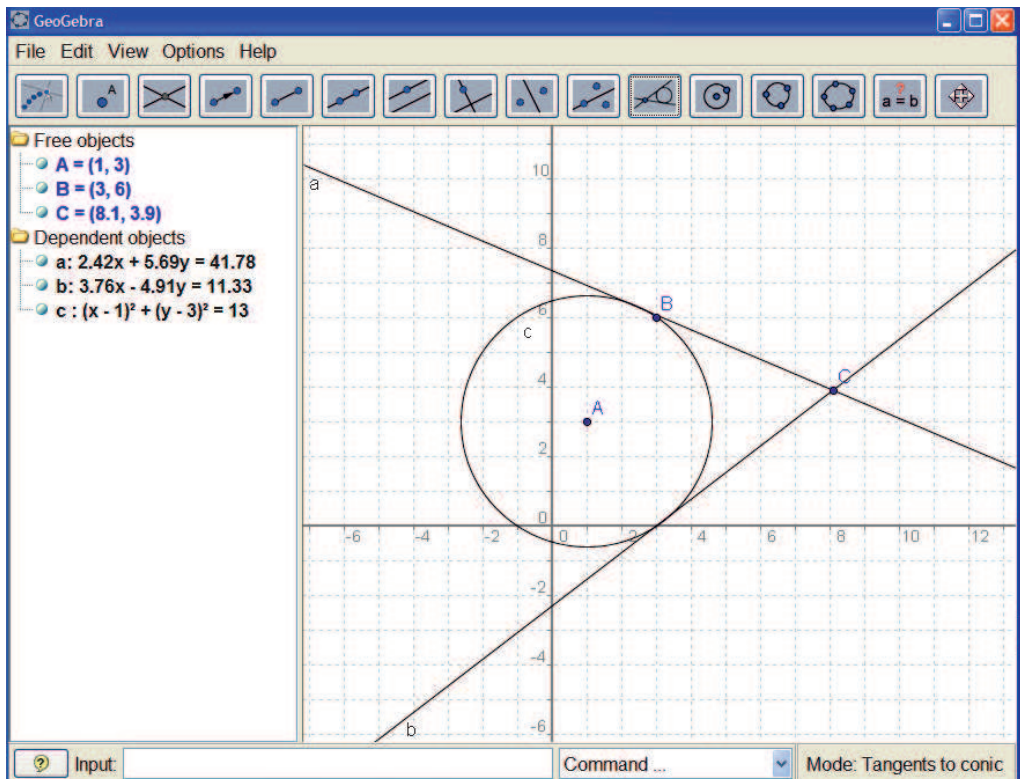 GeoGebra
File Edit View Options Help
A
a = b
Free objects
A = (1, 3)
B = (3, 6)
C = (8.1, 3.9)
Dependent objects
a: 2.42x + 5.69y = 41.78
b: 3.76x - 4.91y = 11.33
c : (x - 1)² + (y - 3)² = 13
a
10
8
B
6
c
4
C
A
2
0
-6 -4 -2 0 2 4 6 8 10 12
-2
-4
-6
b
Input:
Command ...
Mode: Tangents to conic